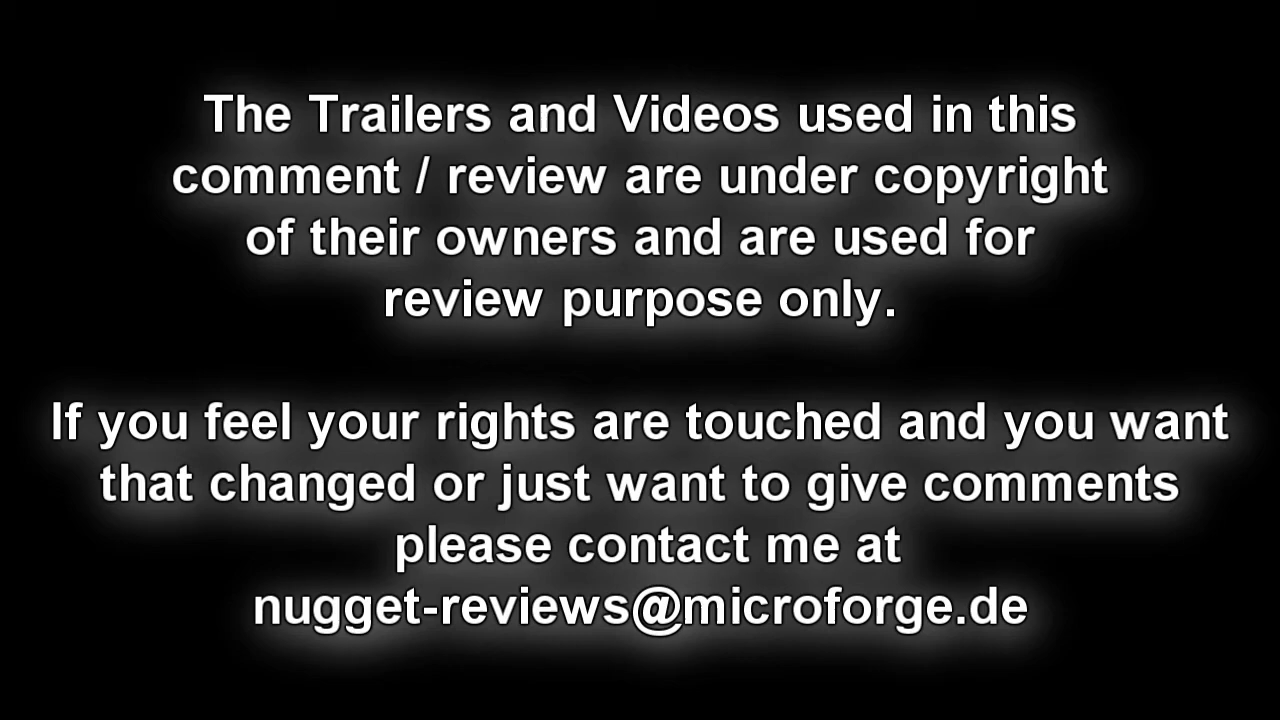 The Trailers and Videos used in this
comment / review are under copyright
of their owners and are used for
review purpose only.
If you feel your rights are touched and you want
that changed or just want to give comments
please contact me at
nugget-reviews@microforge.de